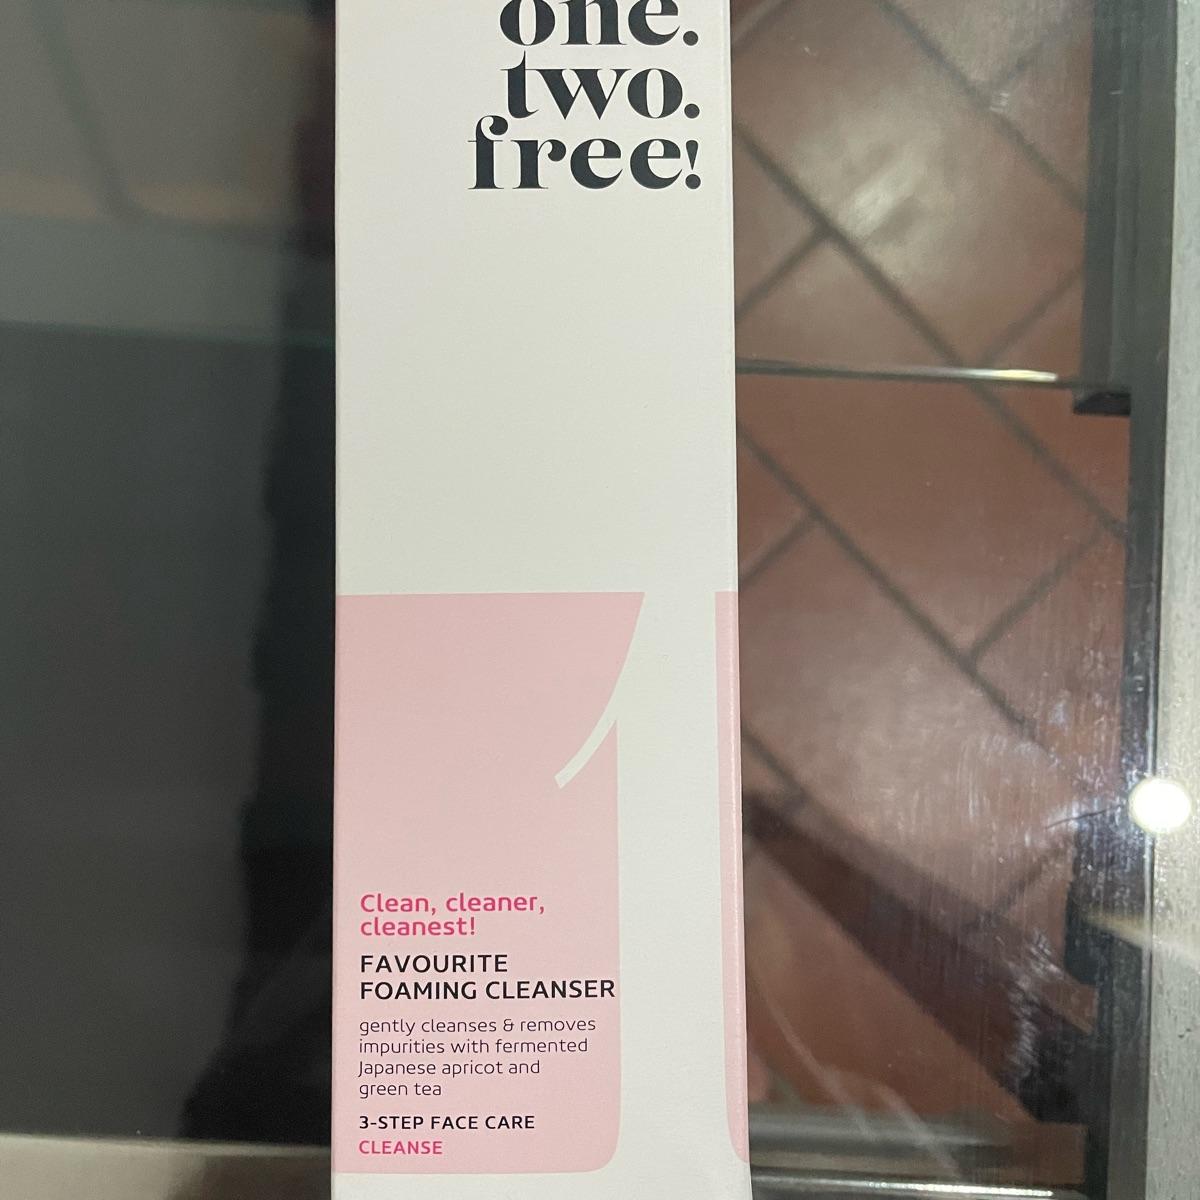 one.
two.
free!
1
Clean, cleaner,
cleanest!
FAVOURITE
FOAMING CLEANSER
gently cleanses & removes
impurities with fermented
Japanese apricot and
green tea
3-STEP FACE CARE
CLEANSE